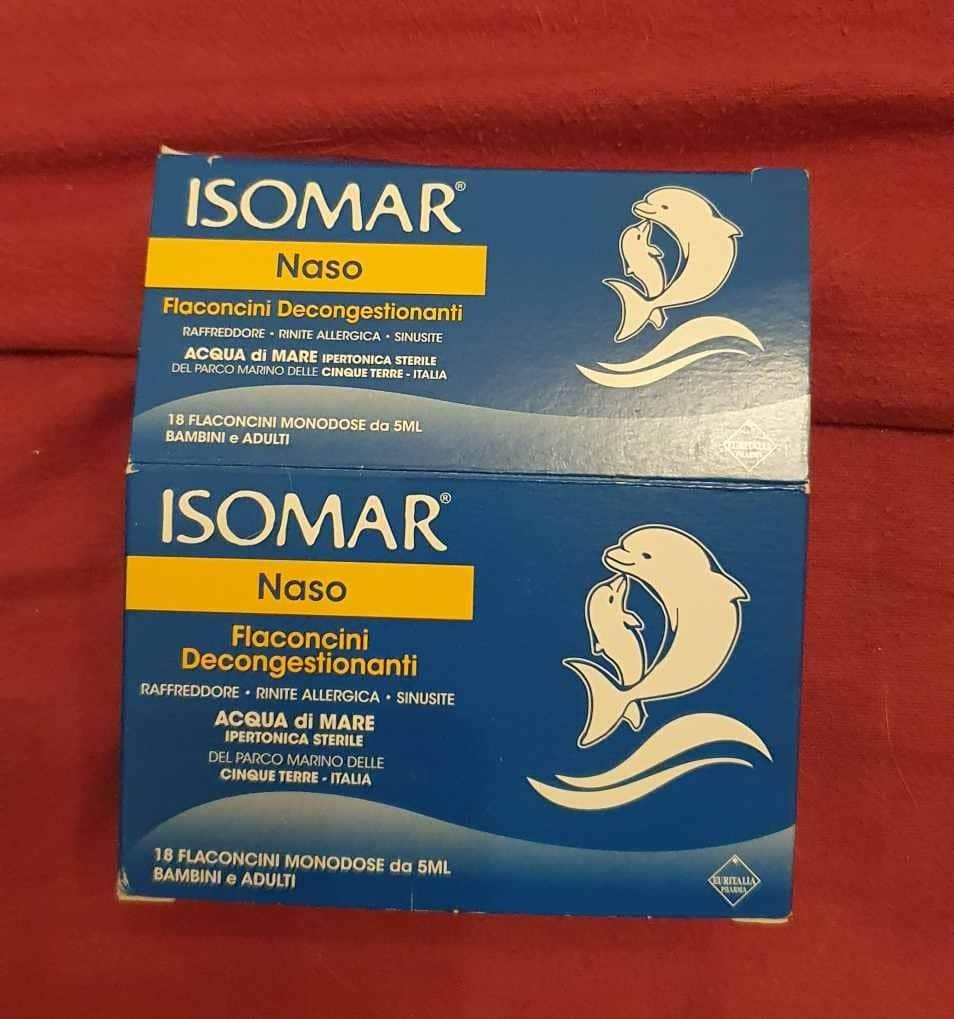 ISOMAR®
Naso
Flaconcini Decongestionanti
RAFFREDDORE • RINITE ALLERGICA • SINUSITE
ACQUA di MARE IPERTONICA STERILE
DEL PARCO MARINO DELLE CINQUE TERRE - ITALIA
18 FLACONCINI MONODOSE da 5ML
BAMBINI e ADULTI
EURITALIA
PHARMA
ISOMAR®
Naso
Flaconcini
Decongestionanti
RAFFREDDORE • RINITE ALLERGICA • SINUSITE
ACQUA di MARE
IPERTONICA STERILE
DEL PARCO MARINO DELLE
CINQUE TERRE - ITALIA
18 FLACONCINI MONODOSE da 5ML
BAMBINI e ADULTI
EURITALIA
PHARMA